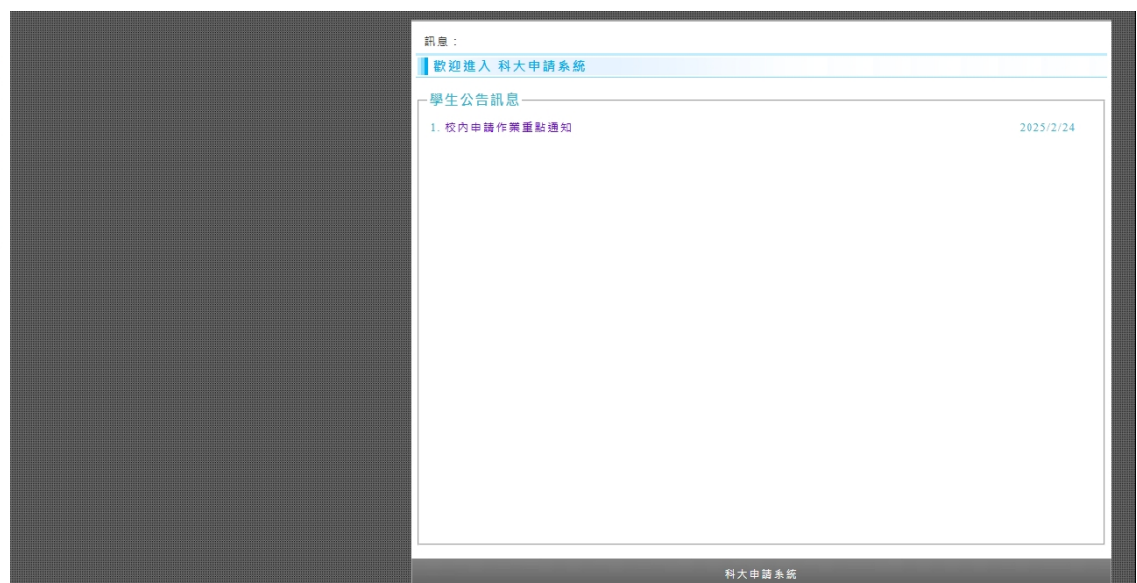 訊息：
歡迎進入 科大申請系統
學生公告訊息
1. 校內申請作業重點通知 2025/2/24
科大申請系統